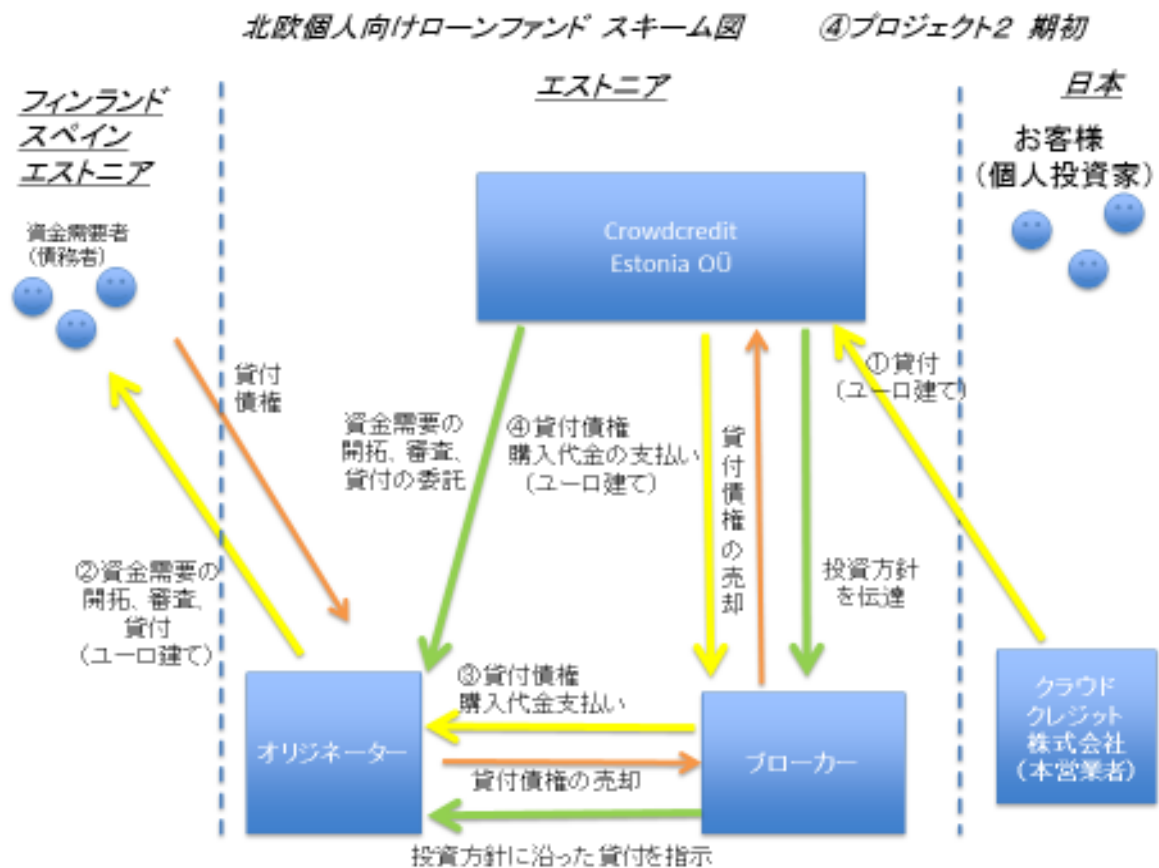 北欧個人向けローンファンド スキーム図　④プロジェクト2 期初
フィンランド
スペイン
エストニア
エストニア
日本
お客様
（個人投資家）
資金需要者
（債務者）
Crowdcredit
Estonia OÜ
貸付
債権
資金需要の
開拓、審査、
貸付の委託
④貸付債権
購入代金の支払い
（ユーロ建て）
貸付債権の売却
①貸付
（ユーロ建て）
投資方針
を伝達
②資金需要の
開拓、審査、
貸付
（ユーロ建て）
③貸付債権
購入代金支払い
オリジネーター
貸付債権の売却
ブローカー
クラウド
クレジット
株式会社
（本営業者）
投資方針に沿った貸付を指示